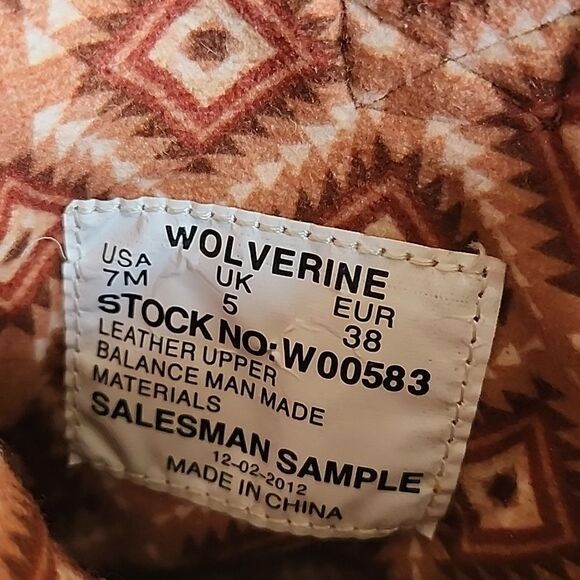 WOLVERINE
USA UK EUR
7M 5 38
STOCK NO: W00583
LEATHER UPPER
BALANCE MAN MADE
MATERIALS
SALESMAN SAMPLE
12-02-2012
MADE IN CHINA